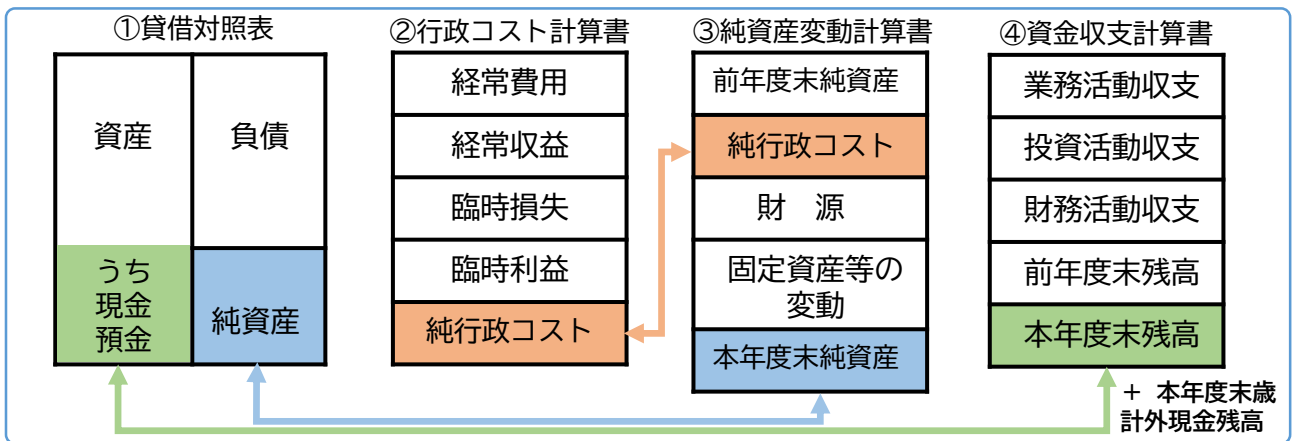 ①貸借対照表
資産
負債
うち
現金
預金
純資産
②行政コスト計算書
経常費用
経常収益
臨時損失
臨時利益
純行政コスト
③純資産変動計算書
前年度末純資産
純行政コスト
財　源
固定資産等の
変動
本年度末純資産
④資金収支計算書
業務活動収支
投資活動収支
財務活動収支
前年度末残高
本年度末残高
＋ 本年度末歳
計外現金残高